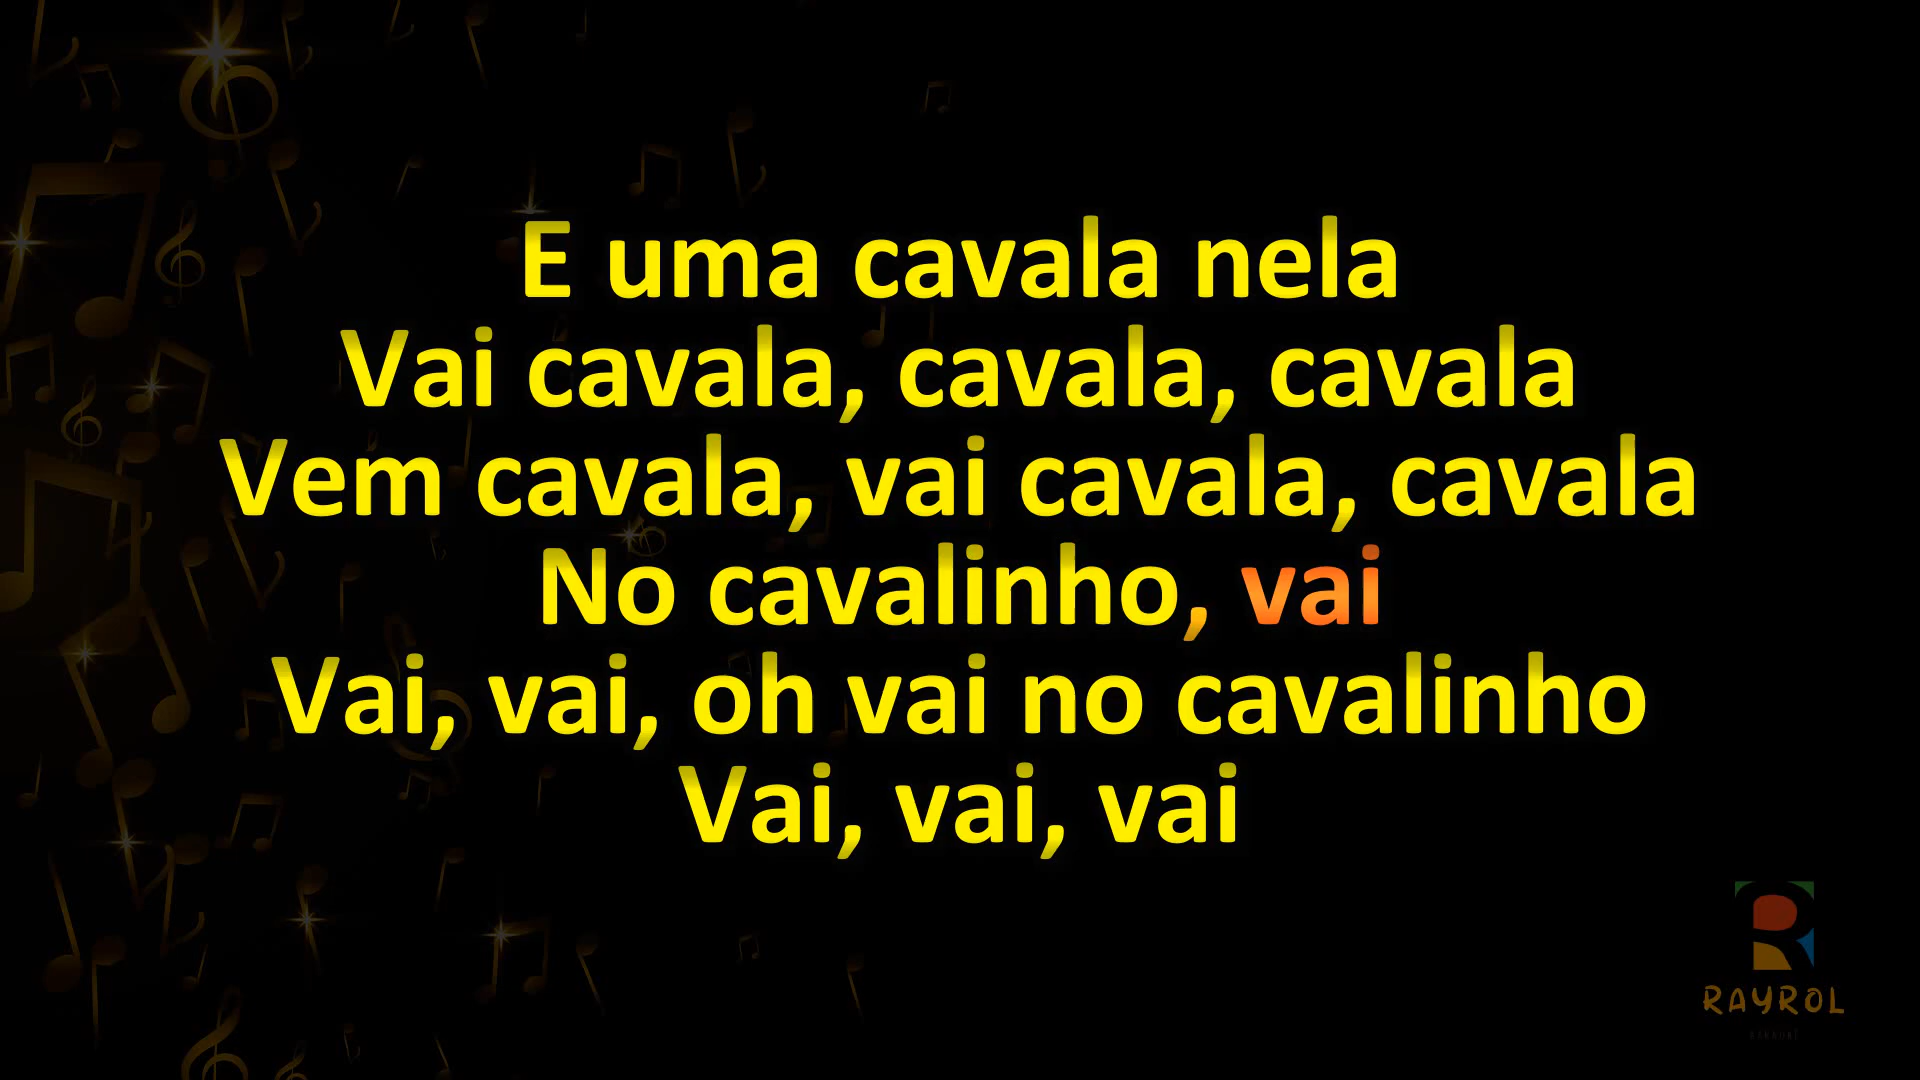 E uma cavala nela
Vai cavala, cavala, cavala
Vem cavala, vai cavala, cavala
No cavalinho, vai
Vai, vai, oh vai no cavalinho
Vai, vai, vai
RAYROL
KARAOKÊ